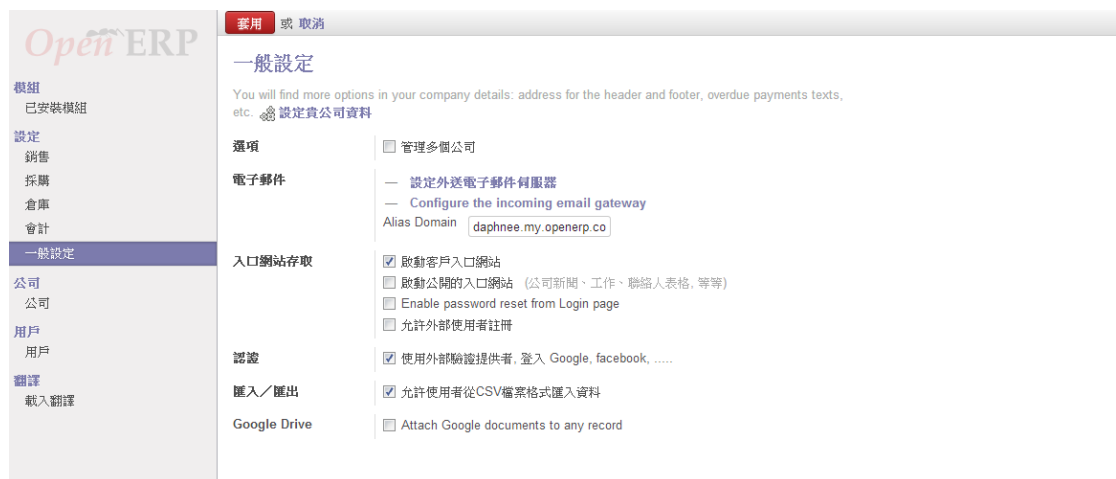 Open ERP
模組
已安裝模組
設定
銷售
採購
倉庫
會計
一般設定
公司
公司
用戶
用戶
翻譯
載入翻譯
套用 或 取消
一般設定
You will find more options in your company details: address for the header and footer, overdue payments texts,
etc. 設定貴公司資料
選項 管理多個公司
電子郵件 — 設定外送電子郵件伺服器
— Configure the incoming email gateway
Alias Domain daphnee.my.openerp.co
入口網站存取 啟動客戶入口網站
啟動公開的入口網站 (公司新聞、工作、聯絡人表格, 等等)
Enable password reset from Login page
允許外部使用者註冊
認證 使用外部驗證提供者, 登入 Google, facebook, .....
匯入／匯出 允許使用者從CSV檔案格式匯入資料
Google Drive Attach Google documents to any record